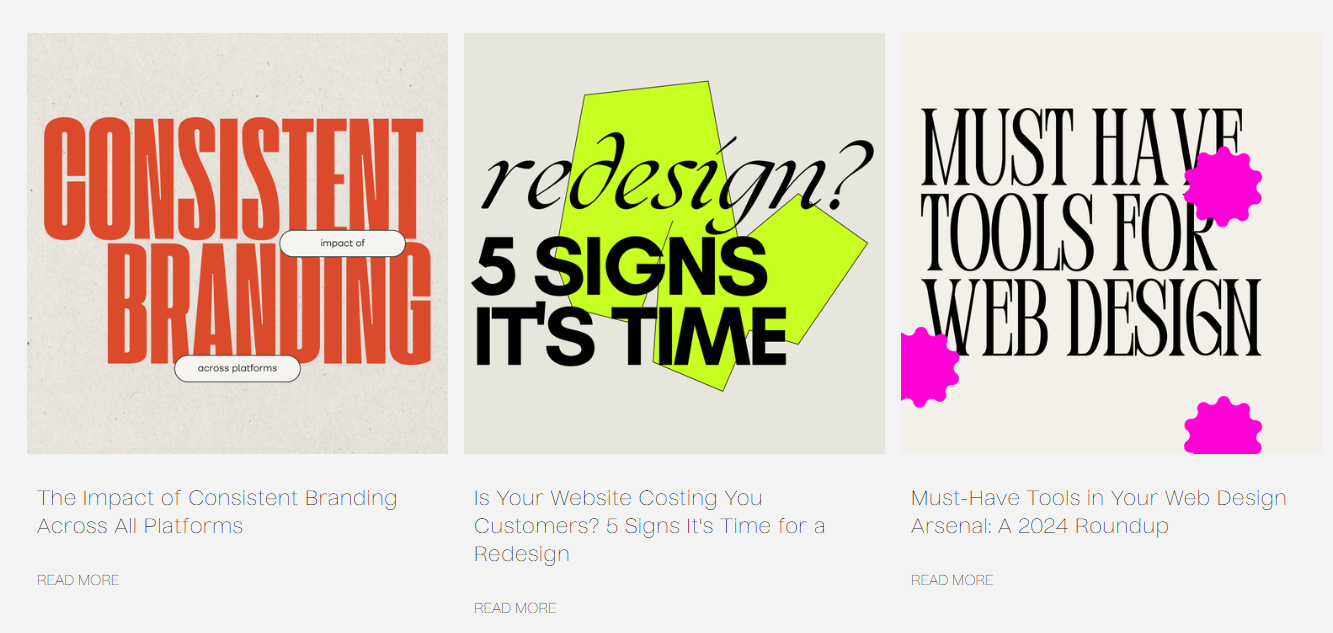 CONSISTENT
impact of
BRANDING
across platforms
The Impact of Consistent Branding
Across All Platforms
READ MORE
redesign?
5 SIGNS
IT'S TIME
Is Your Website Costing You
Customers? 5 Signs It's Time for a
Redesign
READ MORE
MUST HAVE
TOOLS FOR
WEB DESIGN
Must-Have Tools in Your Web Design
Arsenal: A 2024 Roundup
READ MORE